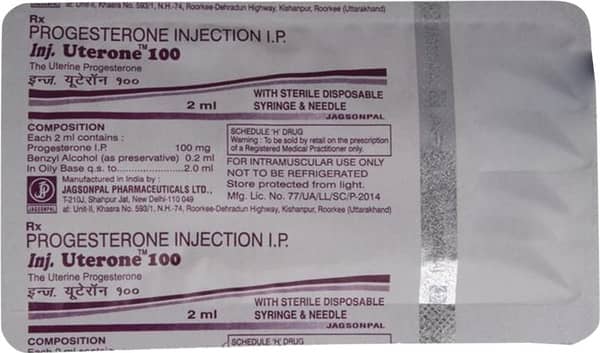 at: Unit-II, Khasra No. 593/1, N.H.-74, Roorkee-Dehradun Highway, Kishanpur, Roorkee (Uttarakhand)
Rx
PROGESTERONE INJECTION I.P.
Inj. Uterone™ 100
The Uterine Progesterone
इन्ज. यूटेरॉन १००
2 ml
WITH STERILE DISPOSABLE
SYRINGE & NEEDLE
JAGSONPAL
COMPOSITION
Each 2 ml contains :
Progesterone I.P. 100 mg
Benzyl Alcohol (as preservative) 0.2 ml
In Oily Base q.s. to......................2.0 ml
SCHEDULE 'H' DRUG
Warning : To be sold by retail on the prescription
of a Registered Medical Practitioner only.
FOR INTRAMUSCULAR USE ONLY
NOT TO BE REFRIGERATED
Store protected from light.
Mfg. Lic. No. 77/UA/LL/SC/P-2014
Manufactured in India by :
JAGSONPAL PHARMACEUTICALS LTD.,
T-210J, Shahpur Jat, New Delhi-110 049
JAGSONPAL
at: Unit-II, Khasra No. 593/1, N.H.-74, Roorkee-Dehradun Highway, Kishanpur, Roorkee (Uttarakhand)
Rx
PROGESTERONE INJECTION I.P.
Inj. Uterone™ 100
The Uterine Progesterone
इन्ज. यूटेरॉन १००
2 ml
WITH STERILE DISPOSABLE
SYRINGE & NEEDLE
JAGSONPAL
COMPOSITION
Each 2 ml contains
SCHEDULE 'H' DRUG